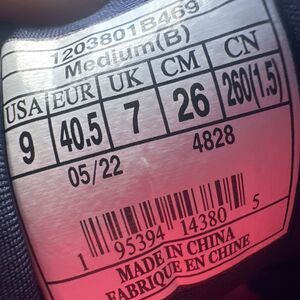 1203801B469
Medium(B)
USA EUR UK CM CN
9 40.5 7 26 260(1.5)
05/22 4828
1 95394 14380 5
MADE IN CHINA
FABRIQUE EN CHINE